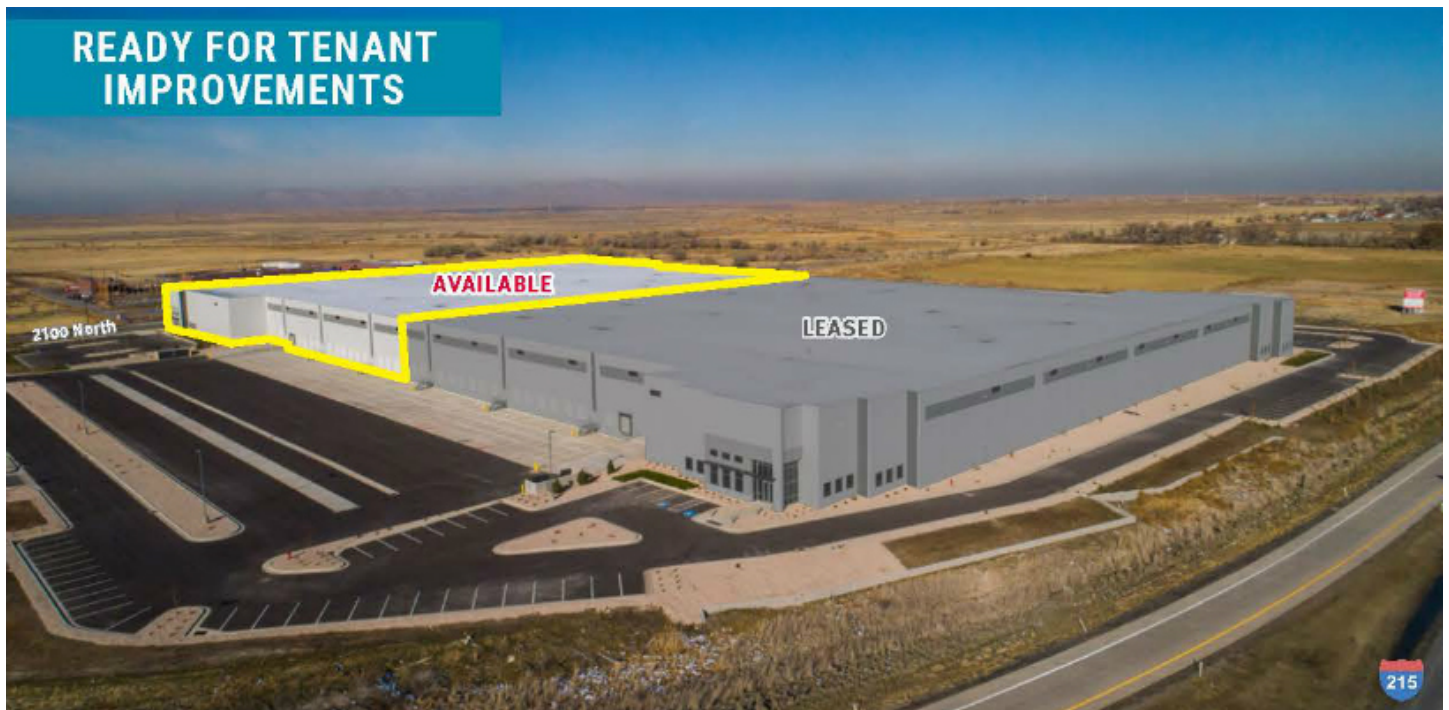 READY FOR TENANT
IMPROVEMENTS
AVAILABLE
2100 North
LEASED
215